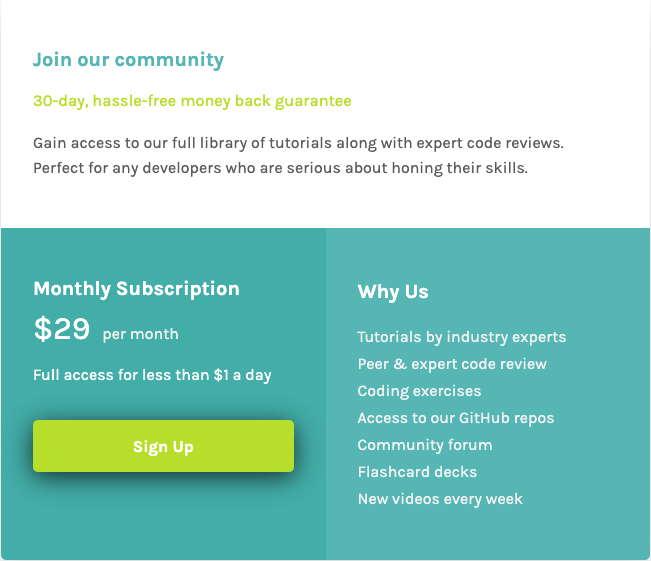 Join our community
30-day, hassle-free money back guarantee
Gain access to our full library of tutorials along with expert code reviews.
Perfect for any developers who are serious about honing their skills.
Monthly Subscription
$29 per month
Full access for less than $1 a day
Sign Up
Why Us
Tutorials by industry experts
Peer & expert code review
Coding exercises
Access to our GitHub repos
Community forum
Flashcard decks
New videos every week